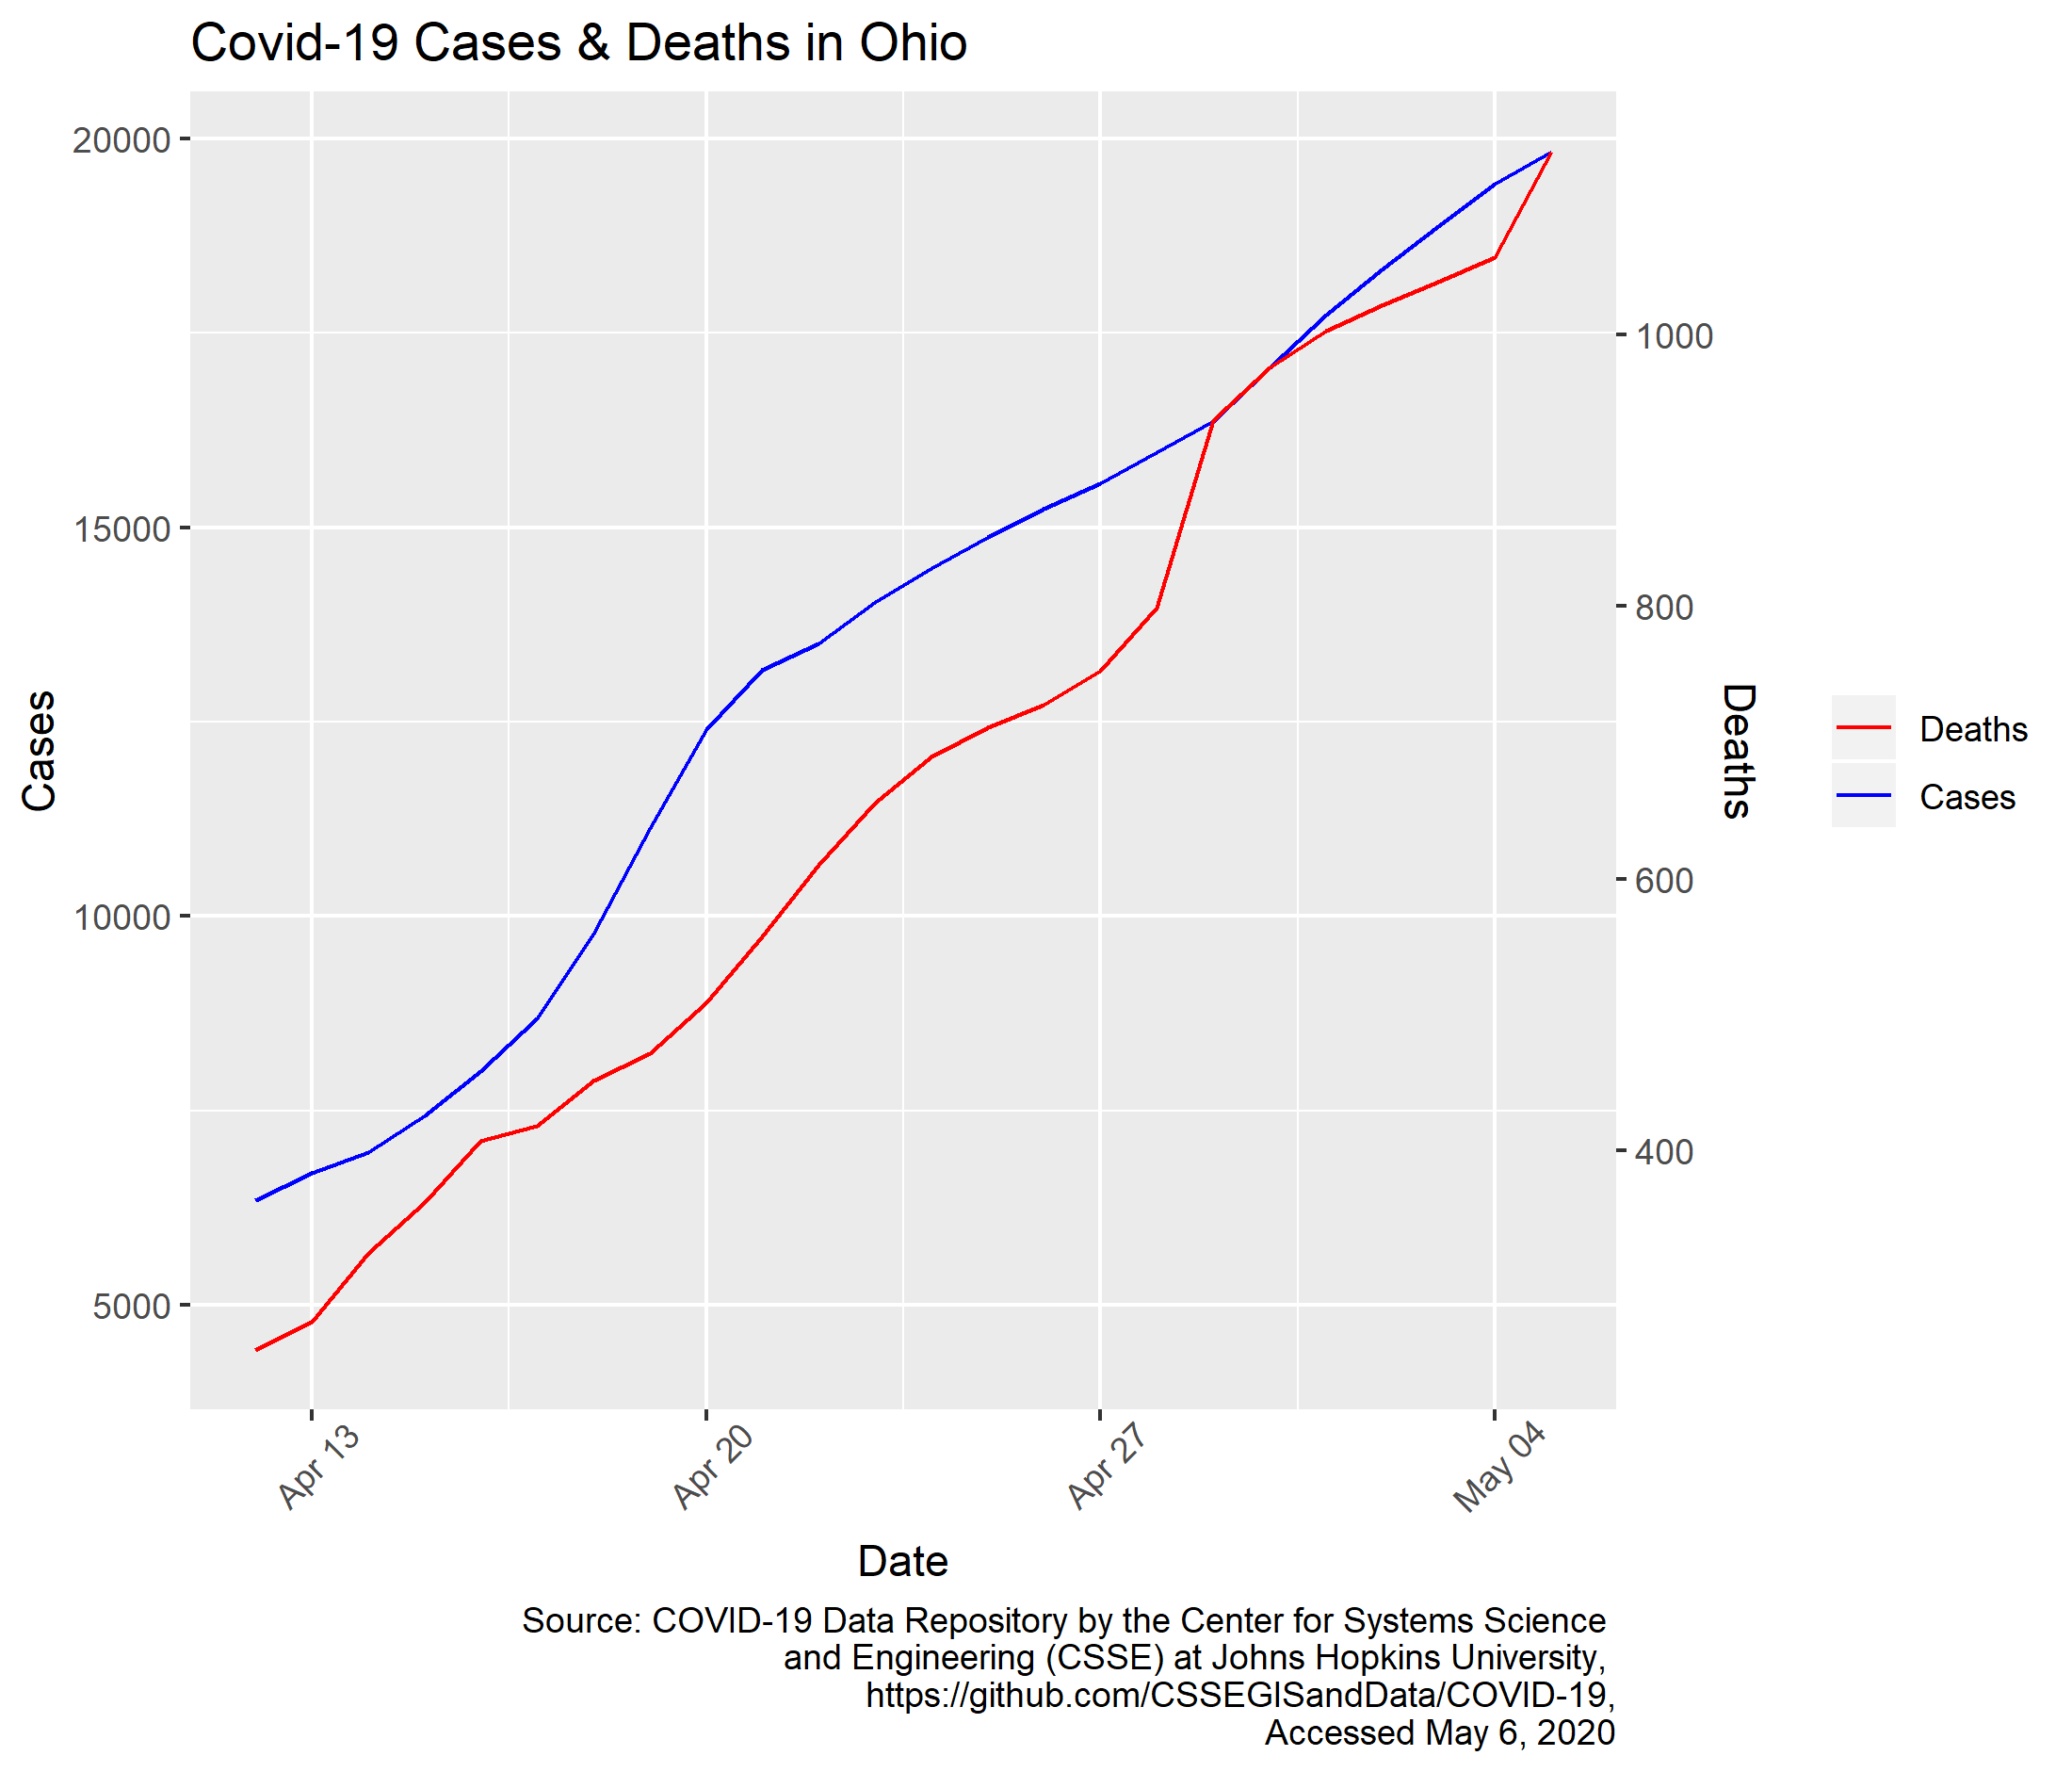 Covid-19 Cases & Deaths in Ohio
20000
15000
10000
5000
Cases
1000
800
600
400
Deaths
Deaths
Cases
Apr 13
Apr 20
Apr 27
May 04
Date
Source: COVID-19 Data Repository by the Center for Systems Science
and Engineering (CSSE) at Johns Hopkins University,
https://github.com/CSSEGISandData/COVID-19,
Accessed May 6, 2020